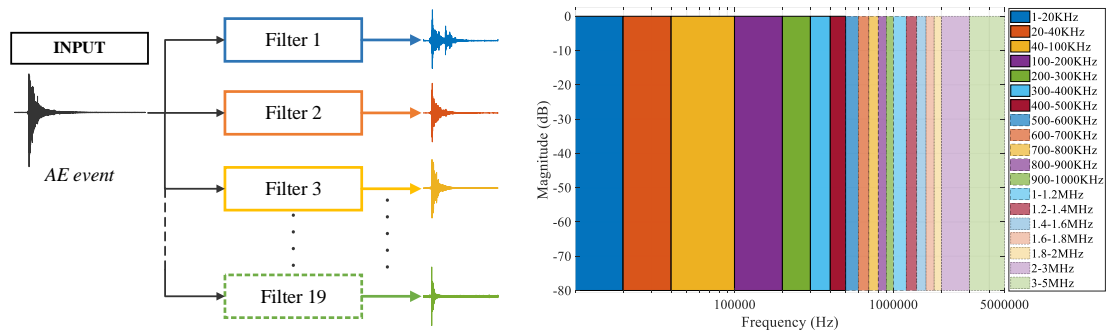 INPUT
AE event
Filter 1
Filter 2
Filter 3
Filter 19
Magnitude (dB)
0
-10
-20
-30
-40
-50
-60
-70
-80
100000
1000000
5000000
Frequency (Hz)
1-20KHz
20-40KHz
40-100KHz
100-200KHz
200-300KHz
300-400KHz
400-500KHz
500-600KHz
600-700KHz
700-800KHz
800-900KHz
900-1000KHz
1-1.2MHz
1.2-1.4MHz
1.4-1.6MHz
1.6-1.8MHz
1.8-2MHz
2-3MHz
3-5MHz